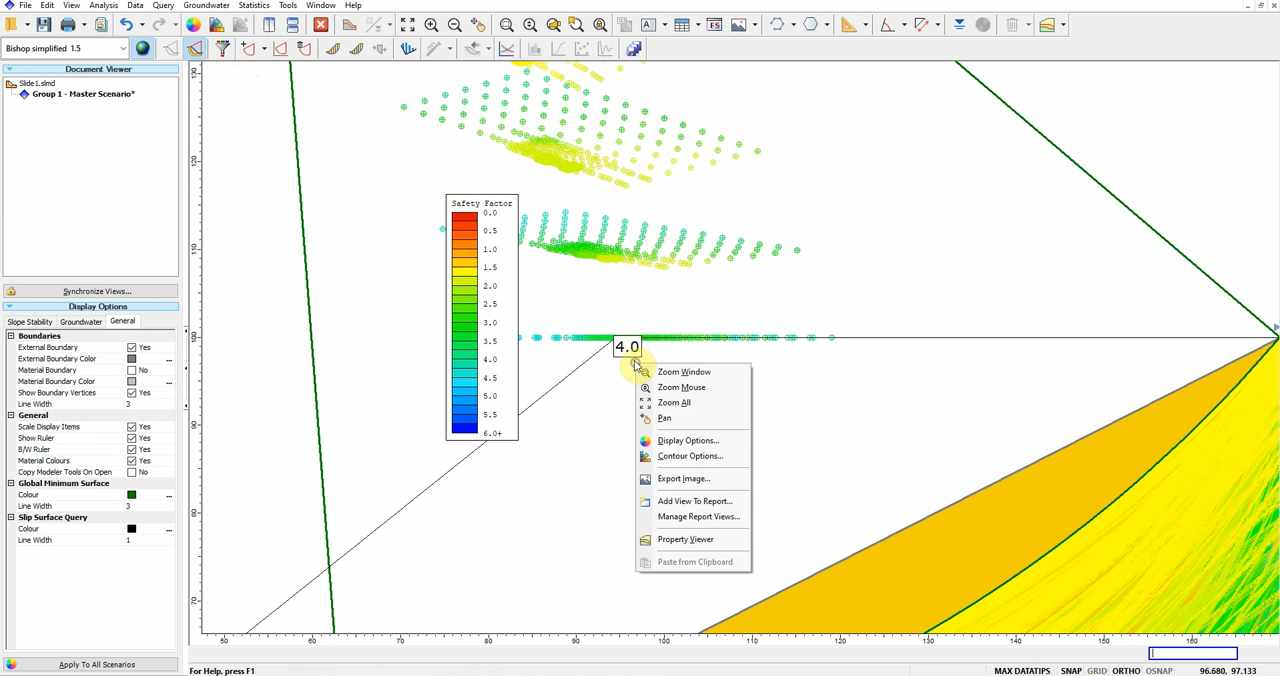 File Edit View Analysis Data Query Groundwater Statistics Tools Window Help
Bishop simplified 1.5
Document Viewer
Slide1.slmd
Group 1 - Master Scenario*
Synchronize Views...
Display Options
Slope Stability Groundwater General
Boundaries
External Boundary Yes
External Boundary Color ...
Material Boundary No
Material Boundary Color ...
Show Boundary Vertices Yes
Line Width 3
General
Scale Display Items Yes
Show Ruler Yes
B/W Ruler Yes
Material Colours Yes
Copy Modeler Tools On Open No
Global Minimum Surface
Colour ...
Line Width 3
Slip Surface Query
Colour ...
Line Width 1
Apply To All Scenarios
130
120
110
100
90
80
70
Safety Factor
0.0
0.5
1.0
1.5
2.0
2.5
3.0
3.5
4.0
4.5
5.0
5.5
6.0+
4.0
Zoom Window
Zoom Mouse
Zoom All
Pan
Display Options...
Contour Options...
Export Image...
Add View To Report...
Manage Report Views...
Property Viewer
Paste from Clipboard
50 60 70 80 90 100 110 120 130 140 150 160
For Help, press F1
MAX DATATIPS SNAP GRID ORTHO OSNAP 96.680, 97.133